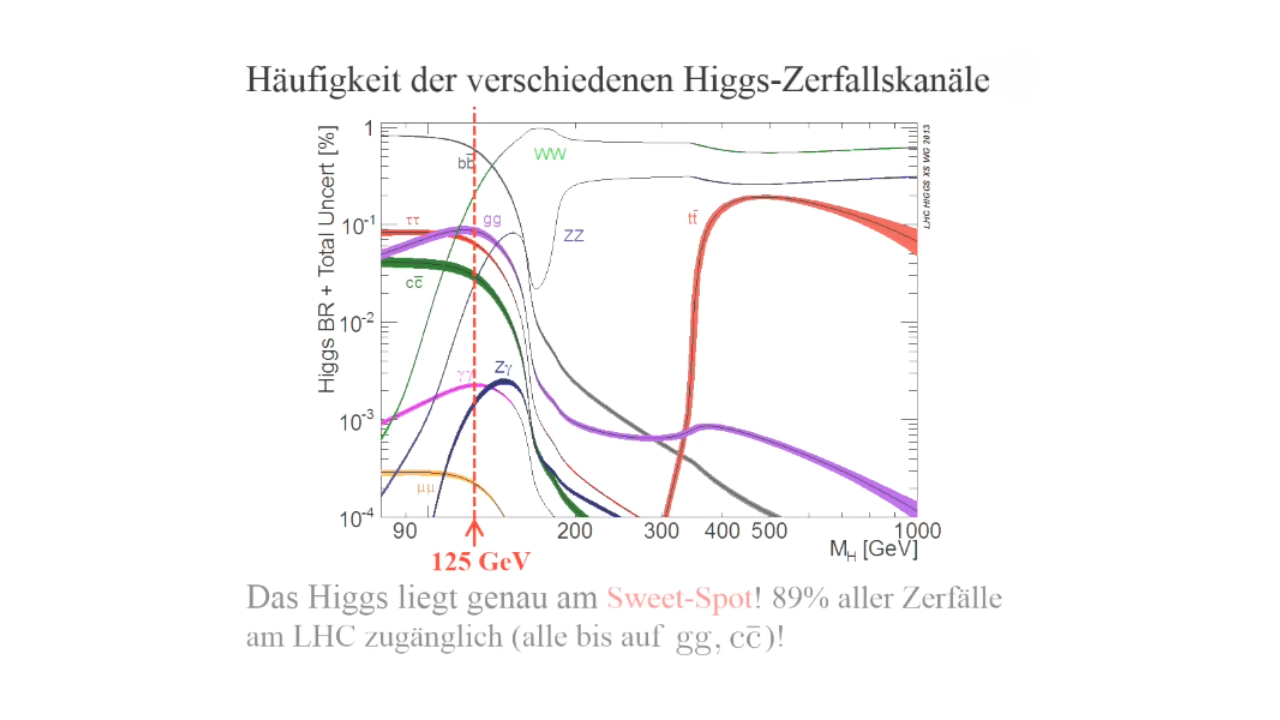 Häufigkeit der verschiedenen Higgs-Zerfallskanäle
Higgs BR + Total Uncert [%]
1
10⁻¹
10⁻²
10⁻³
10⁻⁴
bb̄
WW
ττ
gg
ZZ
tt̄
cc̄
γγ
Zγ
μμ
LHC HIGGS XS WG 2013
90
200
300
400
500
1000
M_H [GeV]
125 GeV
Das Higgs liegt genau am Sweet-Spot! 89% aller Zerfälle
am LHC zugänglich (alle bis auf gg, cc̄)!